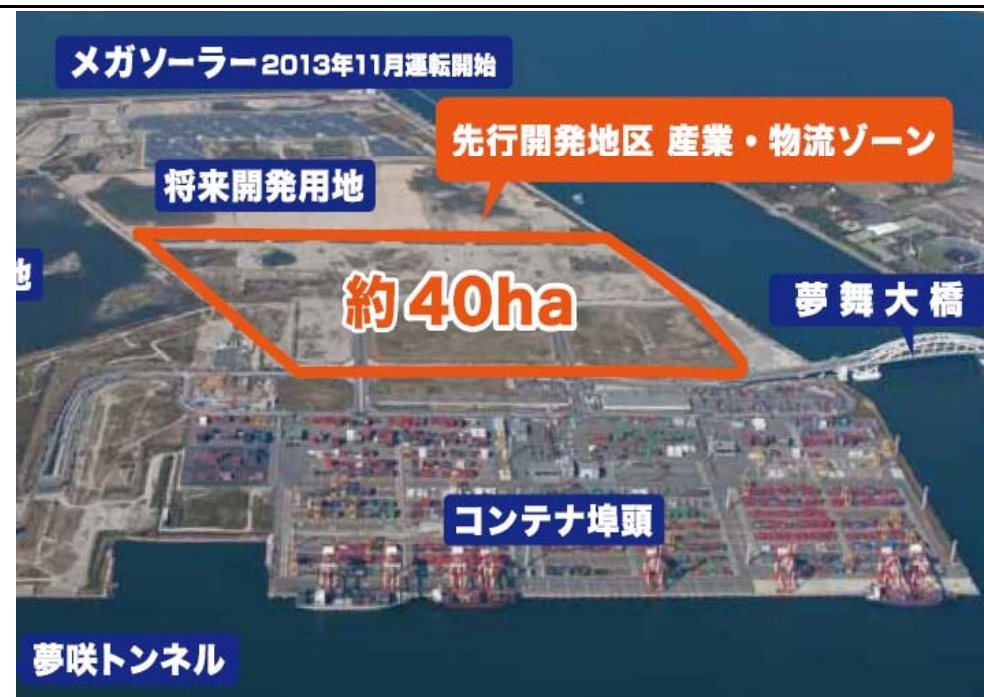 メガソーラー2013年11月運転開始
先行開発地区 産業・物流ゾーン
将来開発用地
地
約40ha
夢舞大橋
コンテナ埠頭
夢咲トンネル